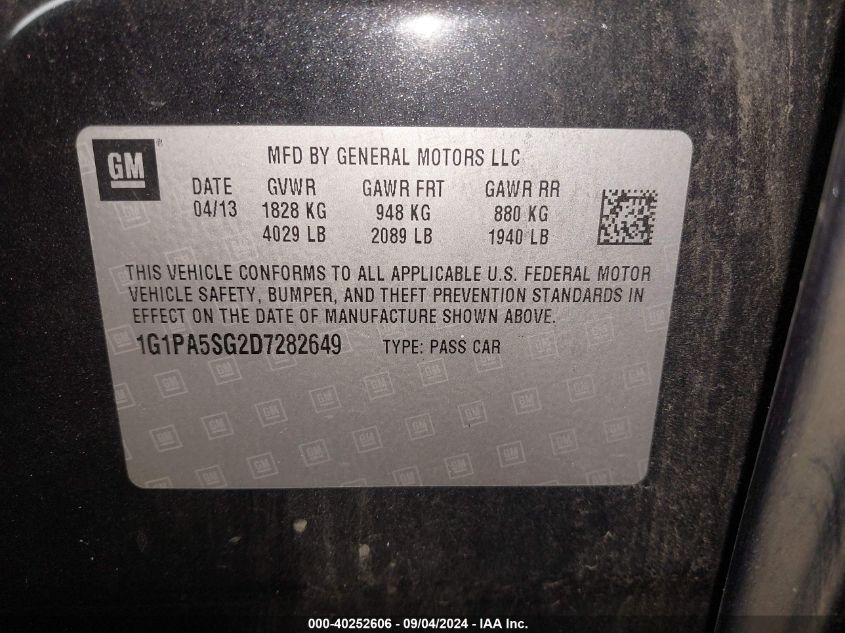 GM
MFD BY GENERAL MOTORS LLC
DATE GVWR GAWR FRT GAWR RR
04/13 1828 KG 948 KG 880 KG
4029 LB 2089 LB 1940 LB
THIS VEHICLE CONFORMS TO ALL APPLICABLE U.S. FEDERAL MOTOR
VEHICLE SAFETY, BUMPER, AND THEFT PREVENTION STANDARDS IN
EFFECT ON THE DATE OF MANUFACTURE SHOWN ABOVE.
1G1PA5SG2D7282649 TYPE: PASS CAR
000-40252606 - 09/04/2024 - IAA Inc.